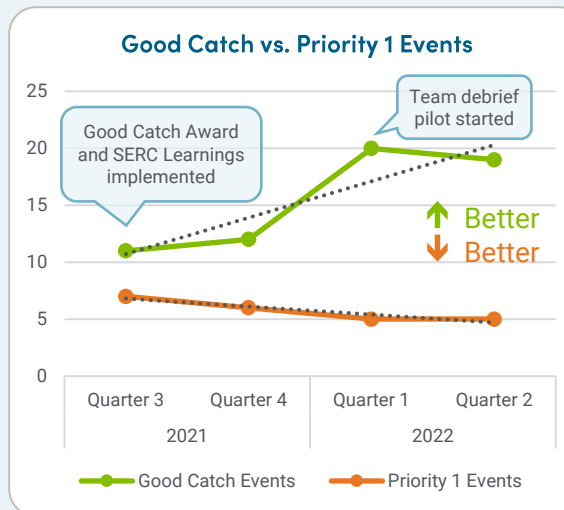 Good Catch vs. Priority 1 Events
25
20
15
10
5
0
Good Catch Award
and SERC Learnings
implemented
Team debrief
pilot started
Better
Better
Quarter 3
Quarter 4
Quarter 1
Quarter 2
2021
2022
Good Catch Events
Priority 1 Events